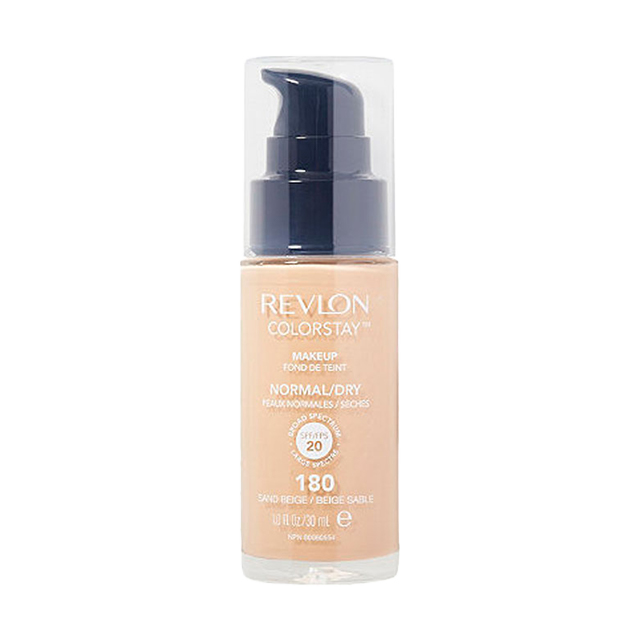 REVLON
COLORSTAY™
MAKEUP
FOND DE TEINT
NORMAL/DRY
PEAUX NORMALES / SÈCHES
BROAD SPECTRUM
SPF/FPS
20
LARGE SPECTRE
180
SAND BEIGE / BEIGE SABLE
1.0 fl Oz/30 mL e